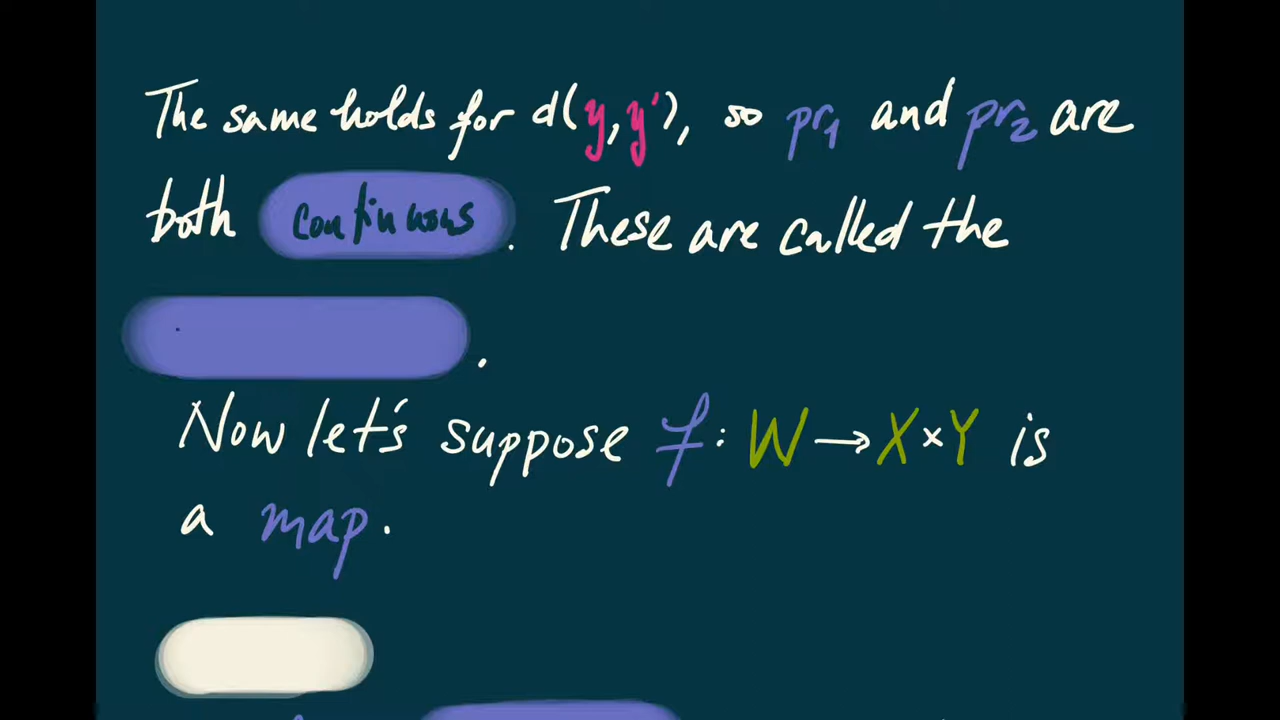 The same holds for d(y, y'), so pr₁ and pr₂ are
both continuous. These are called the
.
Now let's suppose f: W → X × Y is
a map.